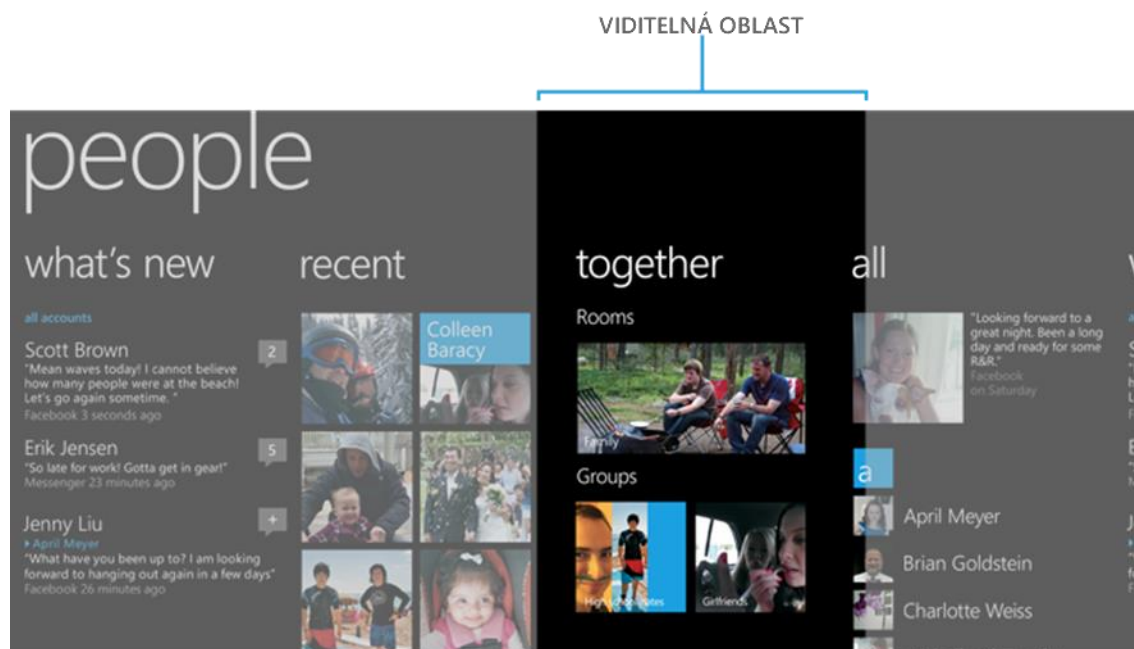 VIDITELNÁ OBLAST
people
what's new
all accounts
Scott Brown
2
"Mean waves today! I cannot believe
how many people were at the beach!
Let's go again sometime. "
Facebook 3 seconds ago
Erik Jensen
5
"So late for work! Gotta get in gear!"
Messenger 23 minutes ago
Jenny Liu
+
April Meyer
"What have you been up to? I am looking
forward to hanging out again in a few days"
Facebook 26 minutes ago
recent
Colleen
Baracy
together
Rooms
Family
Groups
Girlfriends
all
"Looking forward to a
great night. Been a long
day and ready for some
R&R."
Facebook
on Saturday
a
April Meyer
Brian Goldstein
Charlotte Weiss